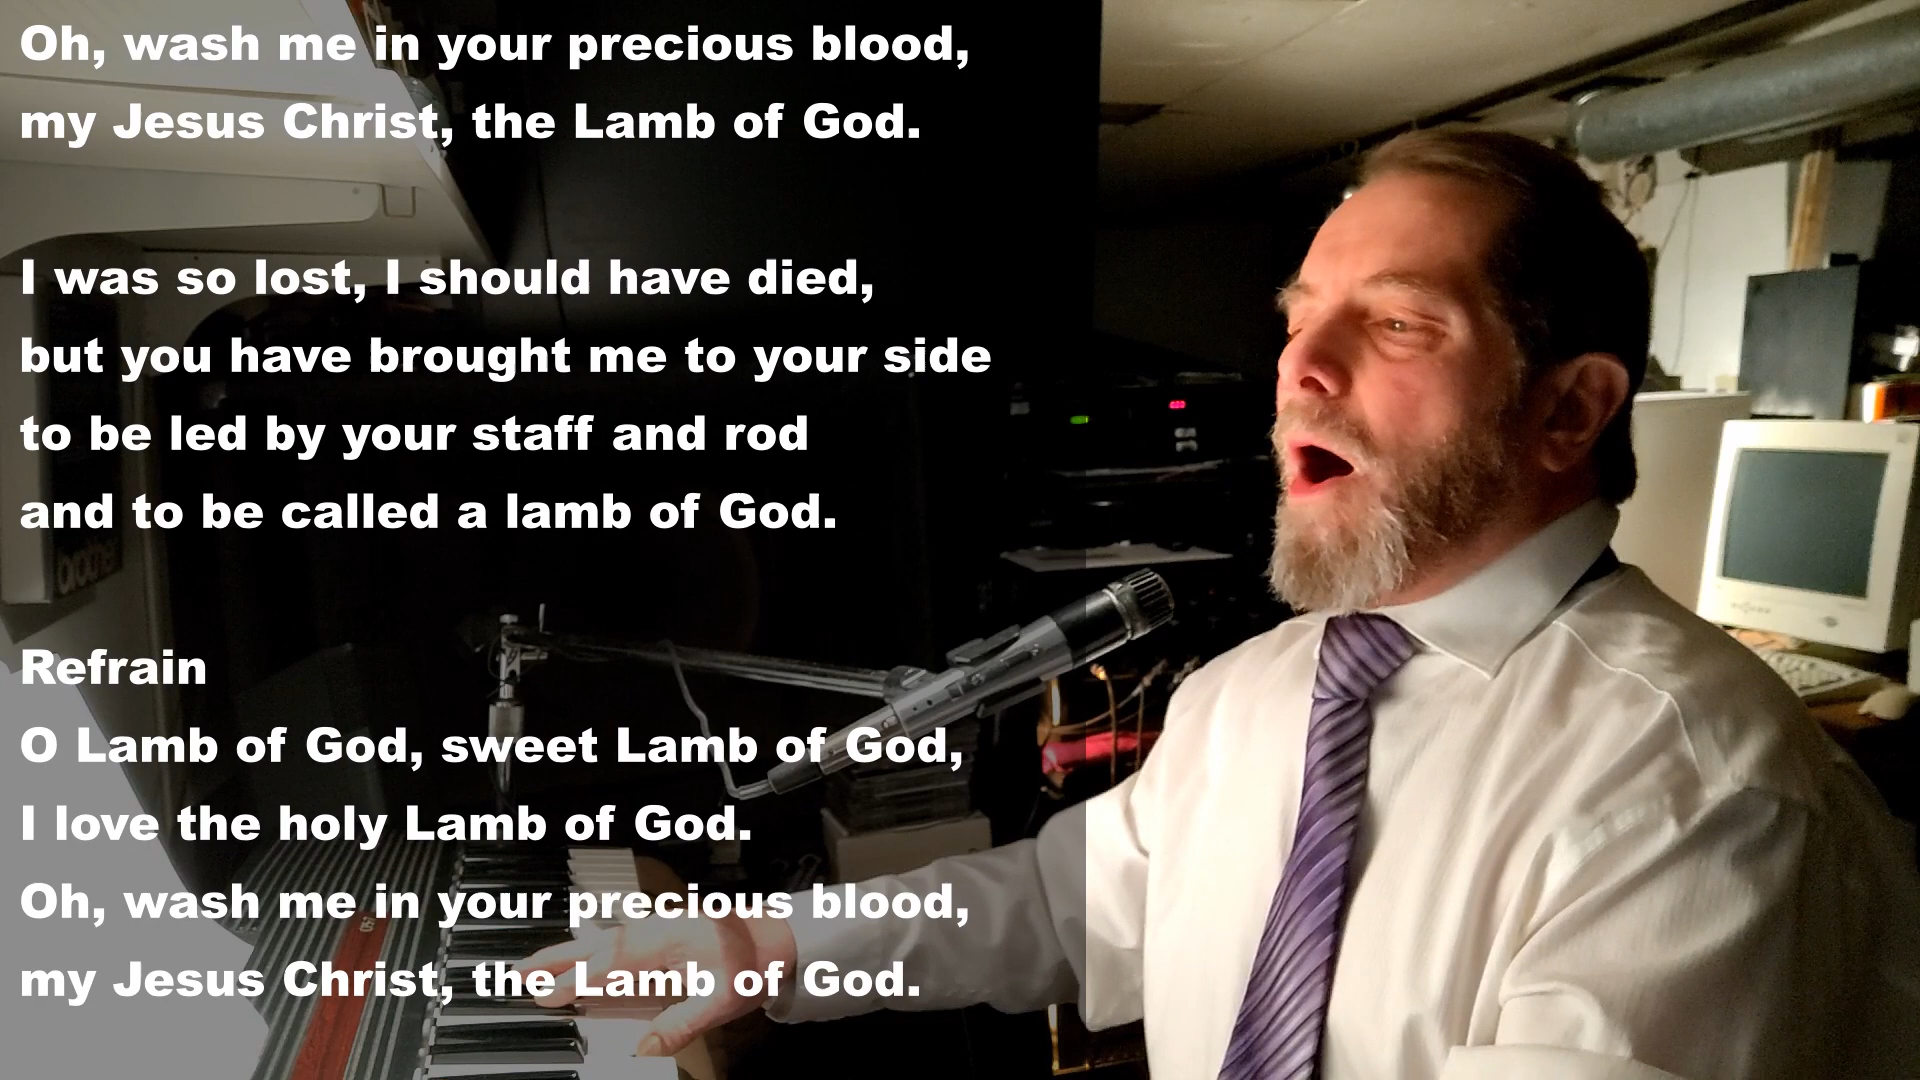 Oh, wash me in your precious blood,
my Jesus Christ, the Lamb of God.
I was so lost, I should have died,
but you have brought me to your side
to be led by your staff and rod
and to be called a lamb of God.
brother
Refrain
O Lamb of God, sweet Lamb of God,
I love the holy Lamb of God.
Oh, wash me in your precious blood,
my Jesus Christ, the Lamb of God.